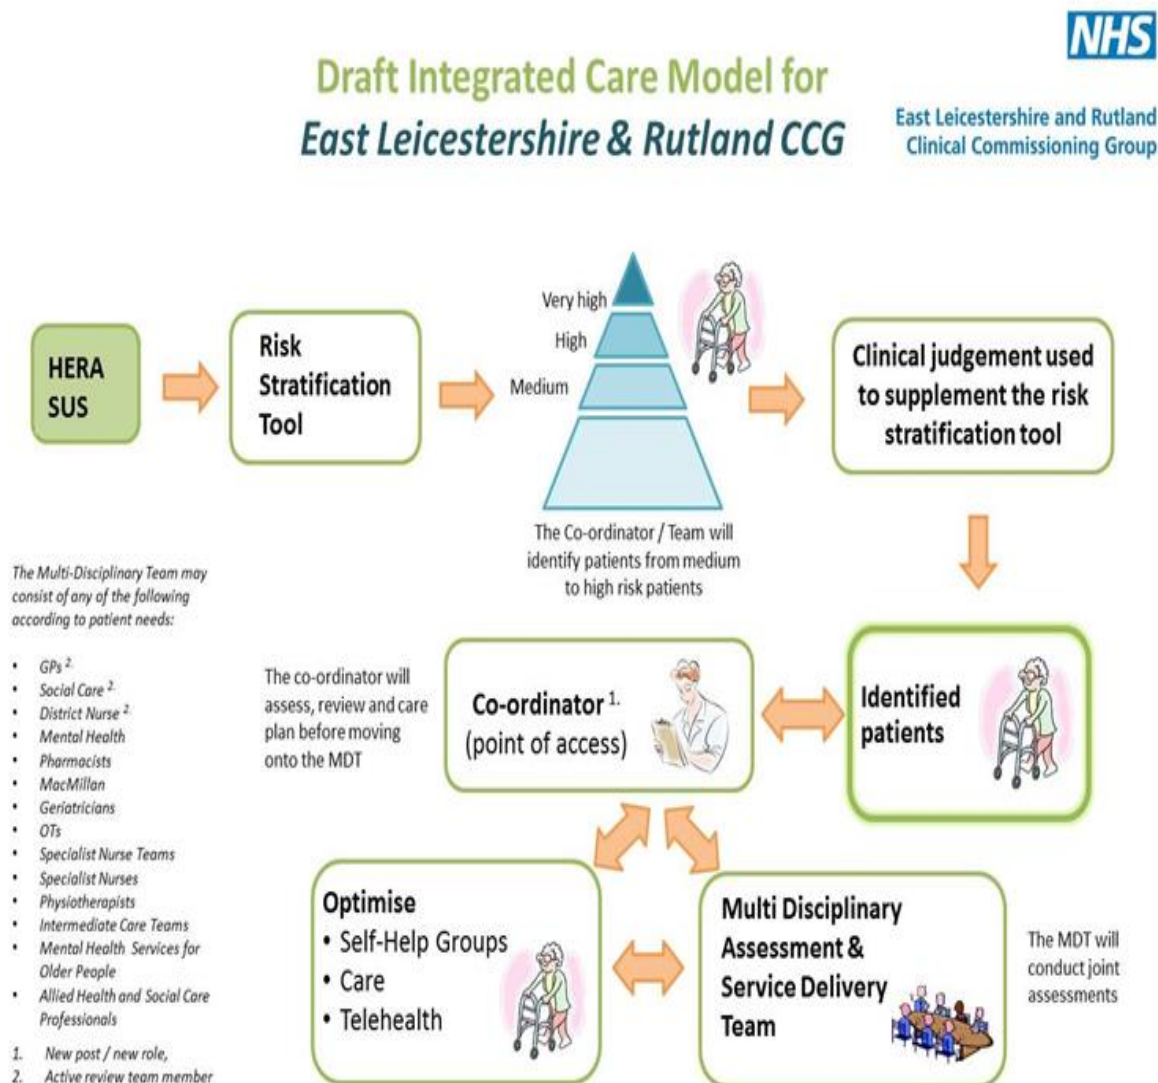 NHS
Draft Integrated Care Model for
East Leicestershire & Rutland CCG
East Leicestershire and Rutland
Clinical Commissioning Group
HERA
SUS
Risk
Stratification
Tool
Very high
High
Medium
The Co-ordinator / Team will
identify patients from medium
to high risk patients
Clinical judgement used
to supplement the risk
stratification tool
Identified
patients
Co-ordinator 1.
(point of access)
The co-ordinator will
assess, review and care
plan before moving
onto the MDT
Optimise
• Self-Help Groups
• Care
• Telehealth
Multi Disciplinary
Assessment &
Service Delivery
Team
The MDT will
conduct joint
assessments
The Multi-Disciplinary Team may
consist of any of the following
according to patient needs:
• GPs 2.
• Social Care 2.
• District Nurse 2.
• Mental Health
• Pharmacists
• MacMillan
• Geriatricians
• OTs
• Specialist Nurse Teams
• Specialist Nurses
• Physiotherapists
• Intermediate Care Teams
• Mental Health Services for
Older People
• Allied Health and Social Care
Professionals
1. New post / new role,
2. Active review team member